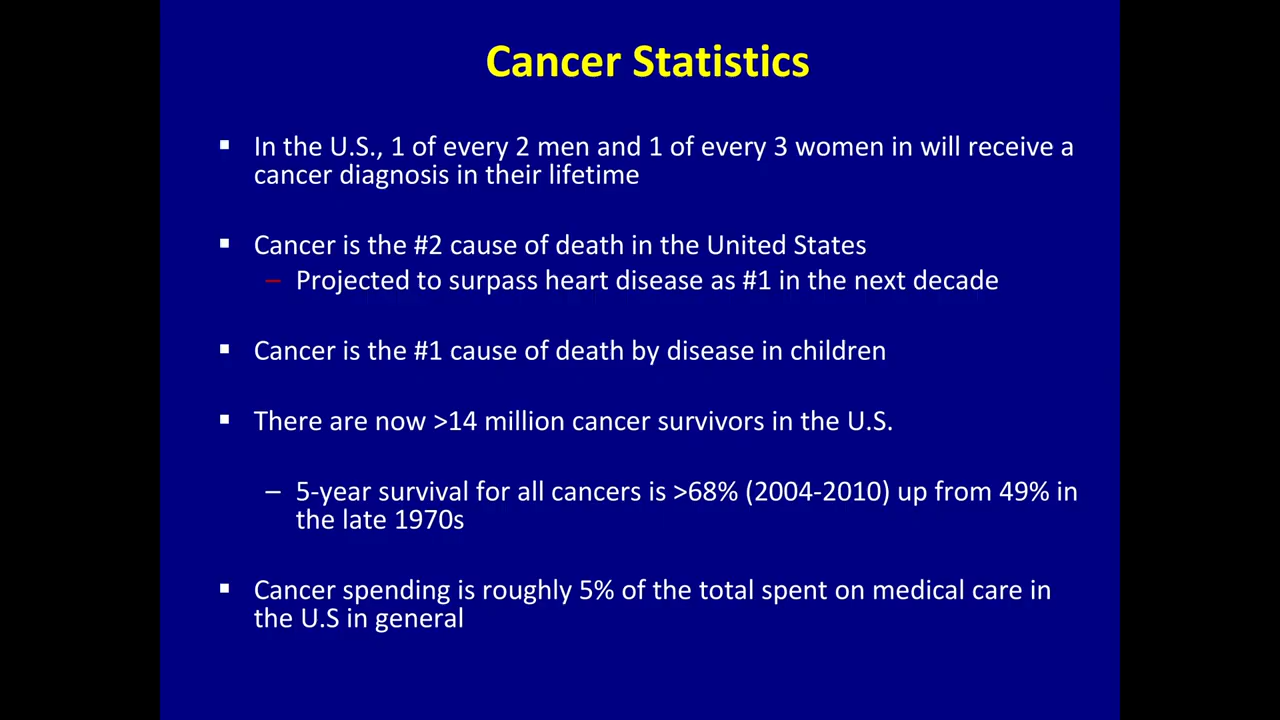 Cancer Statistics
▪ In the U.S., 1 of every 2 men and 1 of every 3 women in will receive a
cancer diagnosis in their lifetime
▪ Cancer is the #2 cause of death in the United States
– Projected to surpass heart disease as #1 in the next decade
▪ Cancer is the #1 cause of death by disease in children
▪ There are now >14 million cancer survivors in the U.S.
– 5-year survival for all cancers is >68% (2004-2010) up from 49% in
the late 1970s
▪ Cancer spending is roughly 5% of the total spent on medical care in
the U.S in general